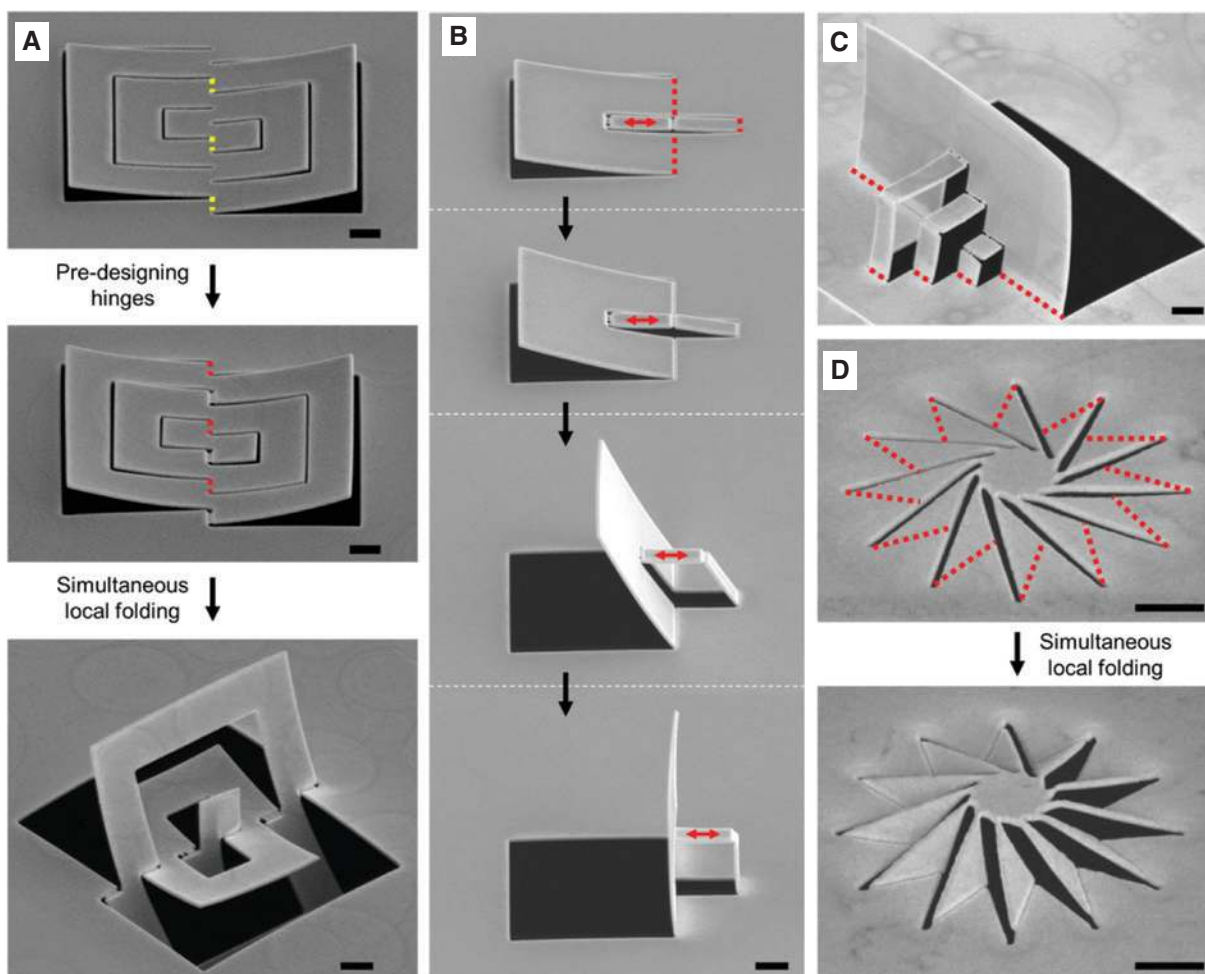 A
Pre-designing
hinges
Simultaneous
local folding
B
C
D
Simultaneous
local folding